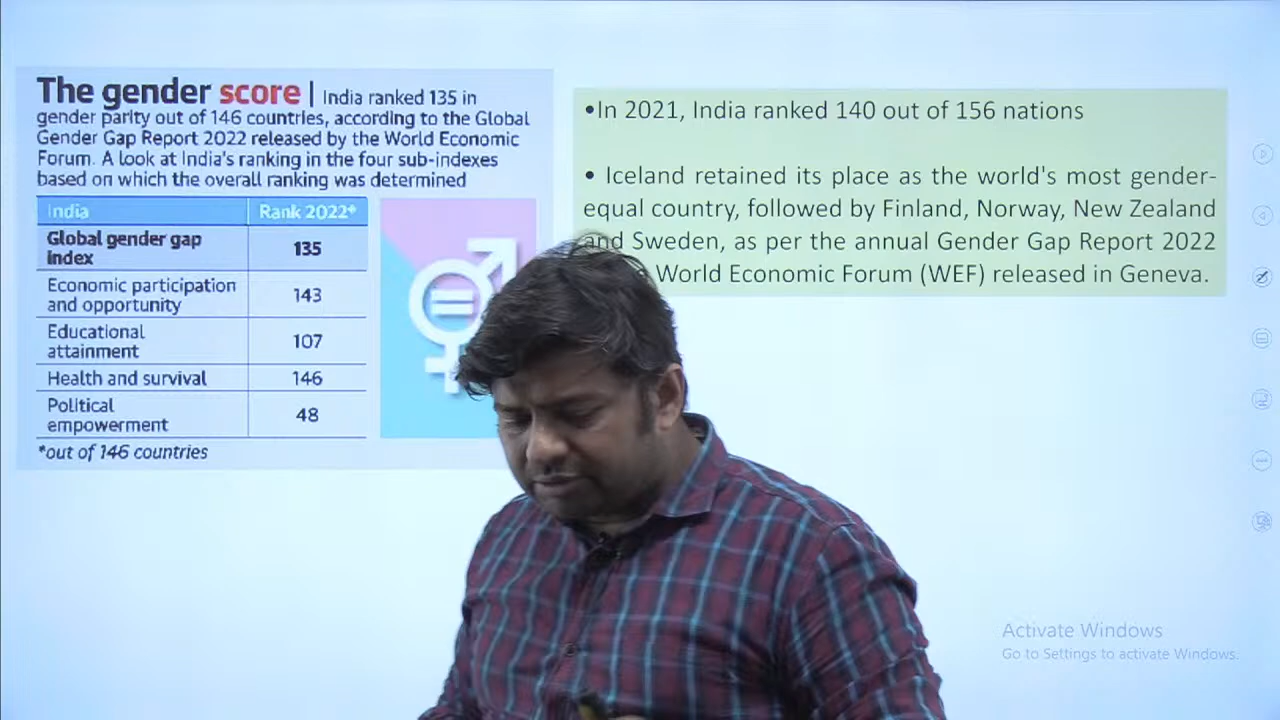 The gender score | India ranked 135 in
gender parity out of 146 countries, according to the Global
Gender Gap Report 2022 released by the World Economic
Forum. A look at India's ranking in the four sub-indexes
based on which the overall ranking was determined
India Rank 2022*
Global gender gap
index 135
Economic participation
and opportunity 143
Educational
attainment 107
Health and survival 146
Political
empowerment 48
*out of 146 countries
•In 2021, India ranked 140 out of 156 nations
• Iceland retained its place as the world's most gender-
equal country, followed by Finland, Norway, New Zealand
and Sweden, as per the annual Gender Gap Report 2022
World Economic Forum (WEF) released in Geneva.
Activate Windows
Go to Settings to activate Windows.